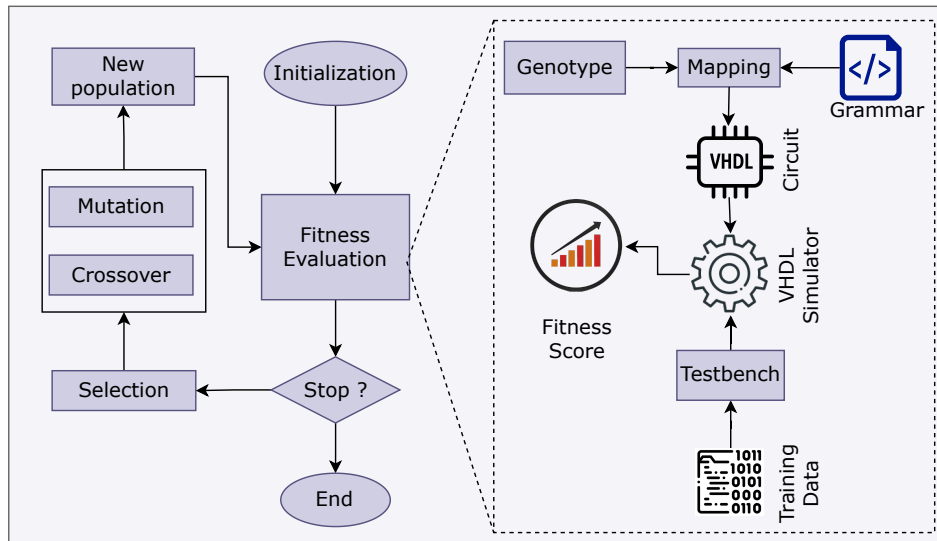 New
population
Initialization
Mutation
Crossover
Fitness
Evaluation
Selection
Stop ?
End
Genotype
Mapping
</>
Grammar
VHDL
Circuit
VHDL
Simulator
Fitness
Score
Testbench
1011
1010
0101
000
0110
Training
Data